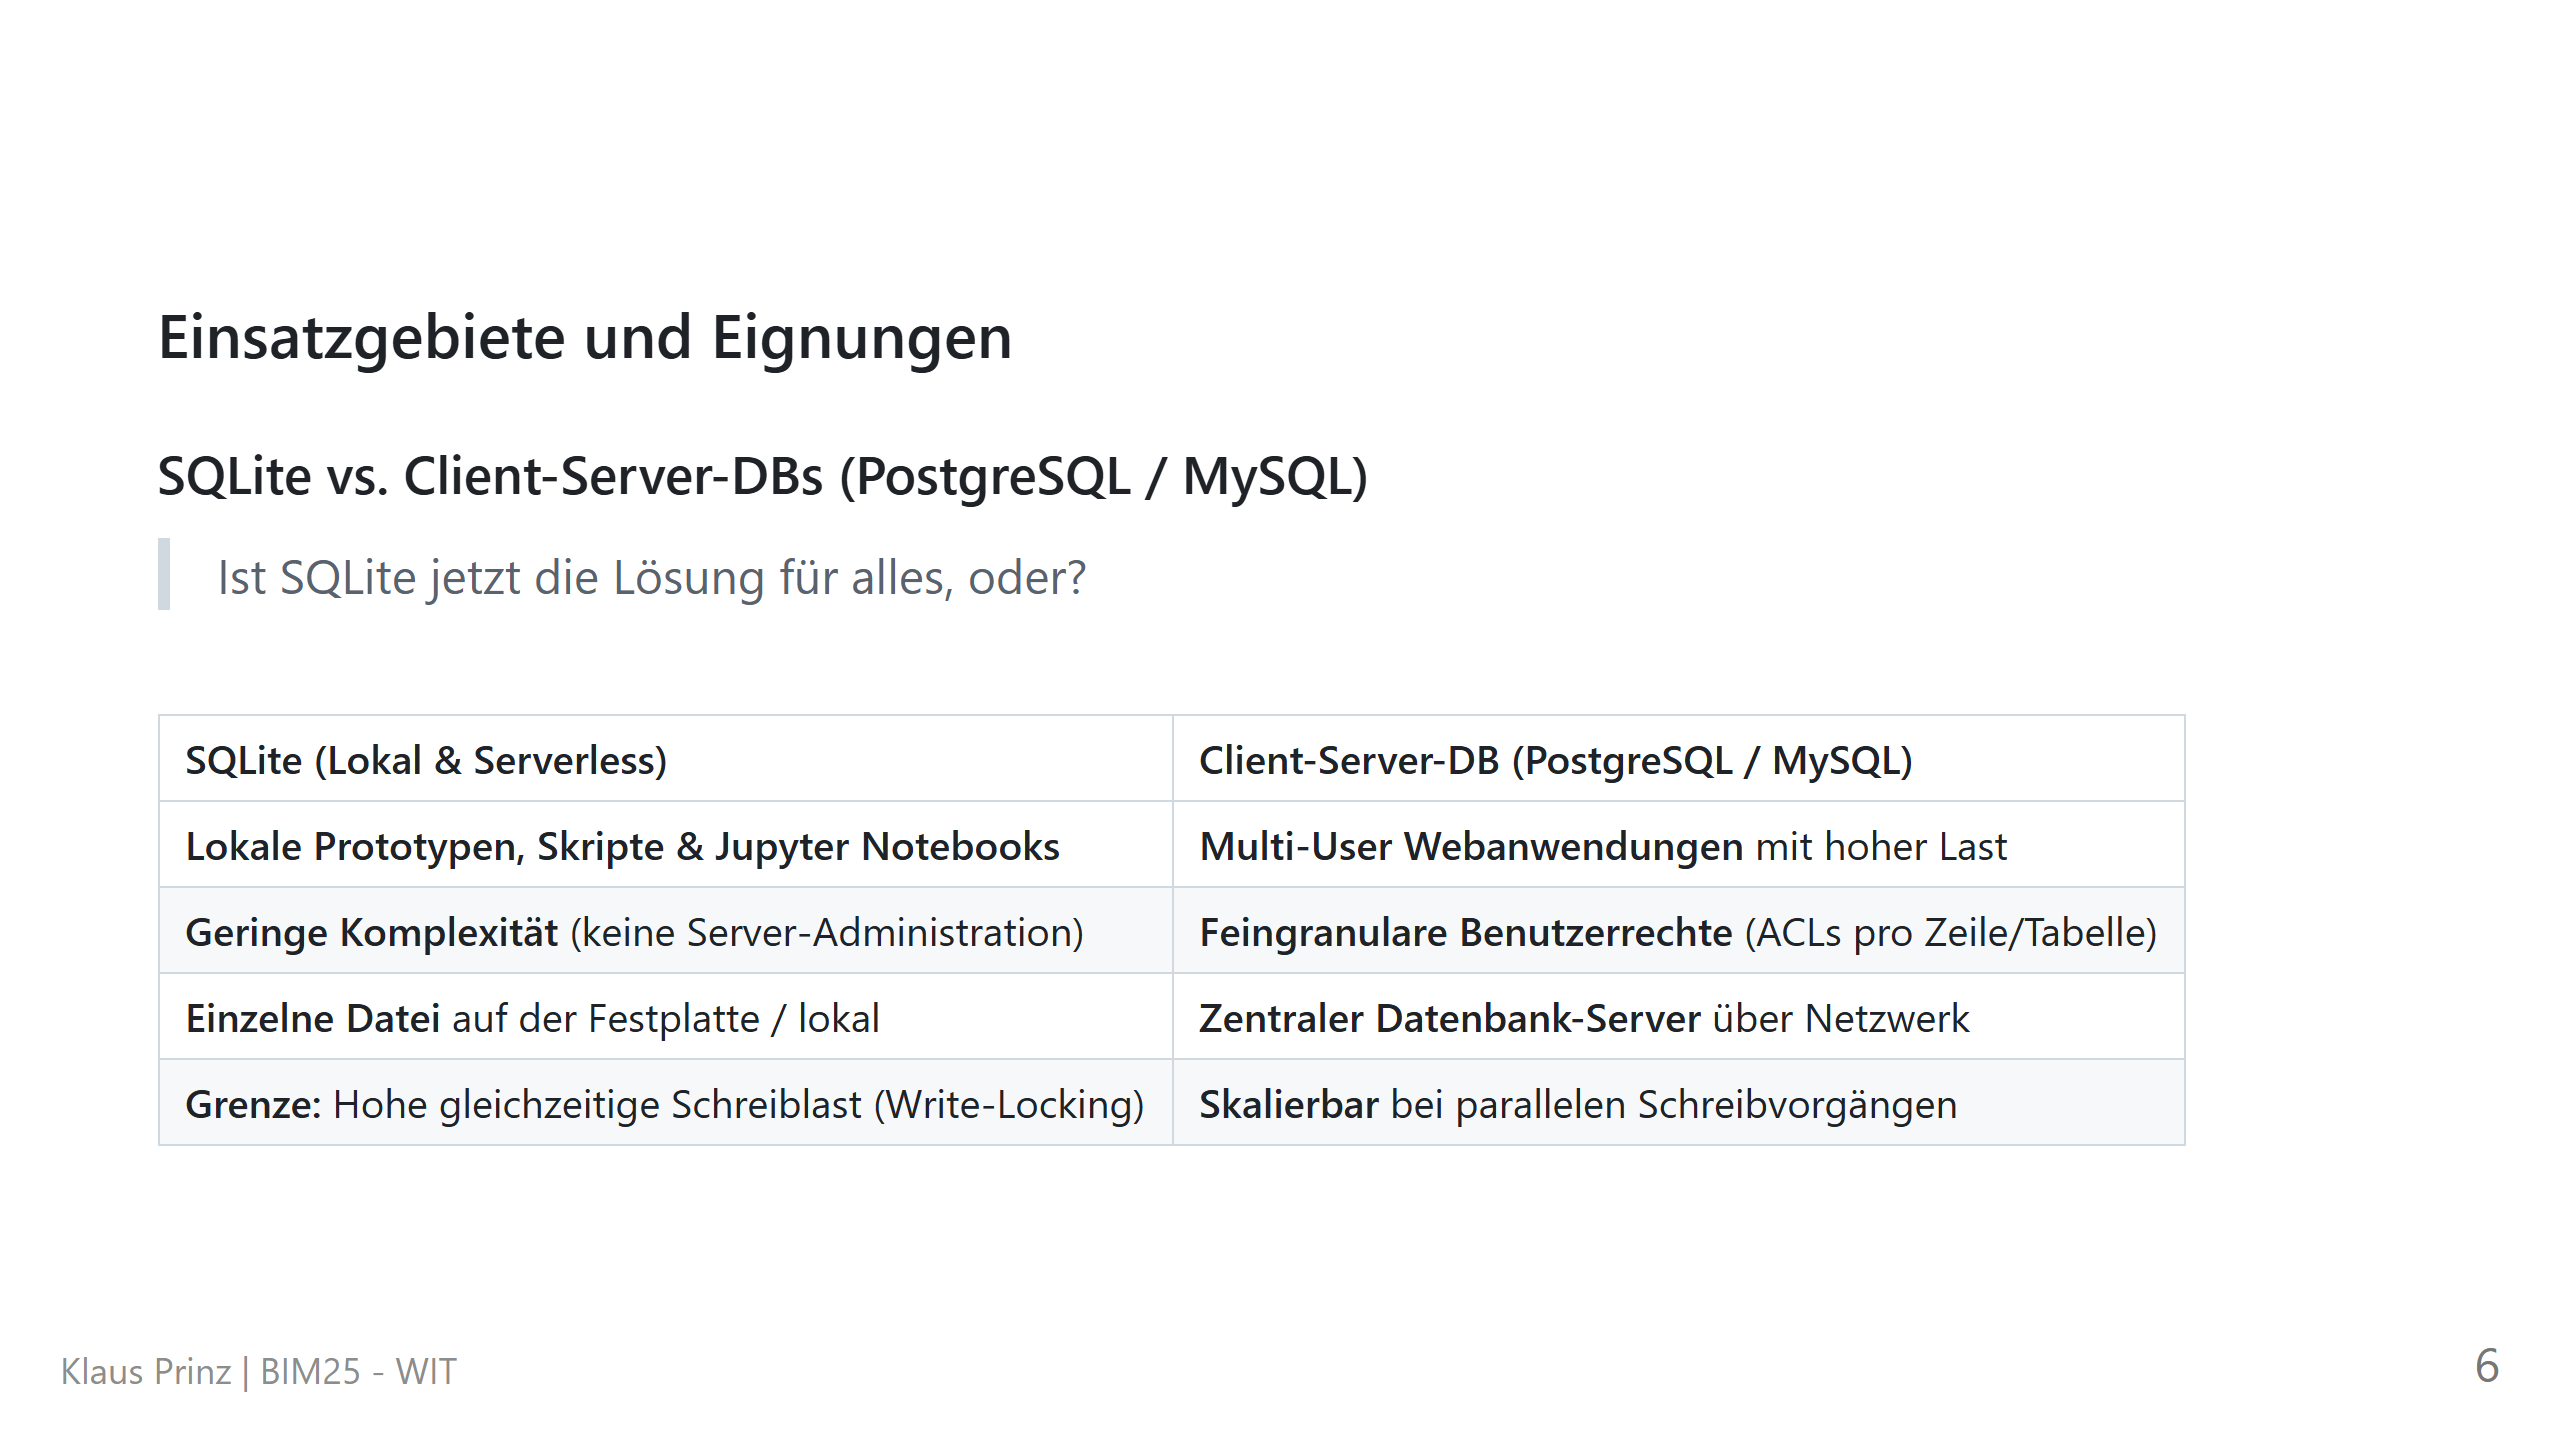 Einsatzgebiete und Eignungen
SQLite vs. Client-Server-DBs (PostgreSQL / MySQL)
Ist SQLite jetzt die Lösung für alles, oder?
SQLite (Lokal & Serverless) Client-Server-DB (PostgreSQL / MySQL)
Lokale Prototypen, Skripte & Jupyter Notebooks Multi-User Webanwendungen mit hoher Last
Geringe Komplexität (keine Server-Administration) Feingranulare Benutzerrechte (ACLs pro Zeile/Tabelle)
Einzelne Datei auf der Festplatte / lokal Zentraler Datenbank-Server über Netzwerk
Grenze: Hohe gleichzeitige Schreiblast (Write-Locking) Skalierbar bei parallelen Schreibvorgängen
Klaus Prinz | BIM25 - WIT 6